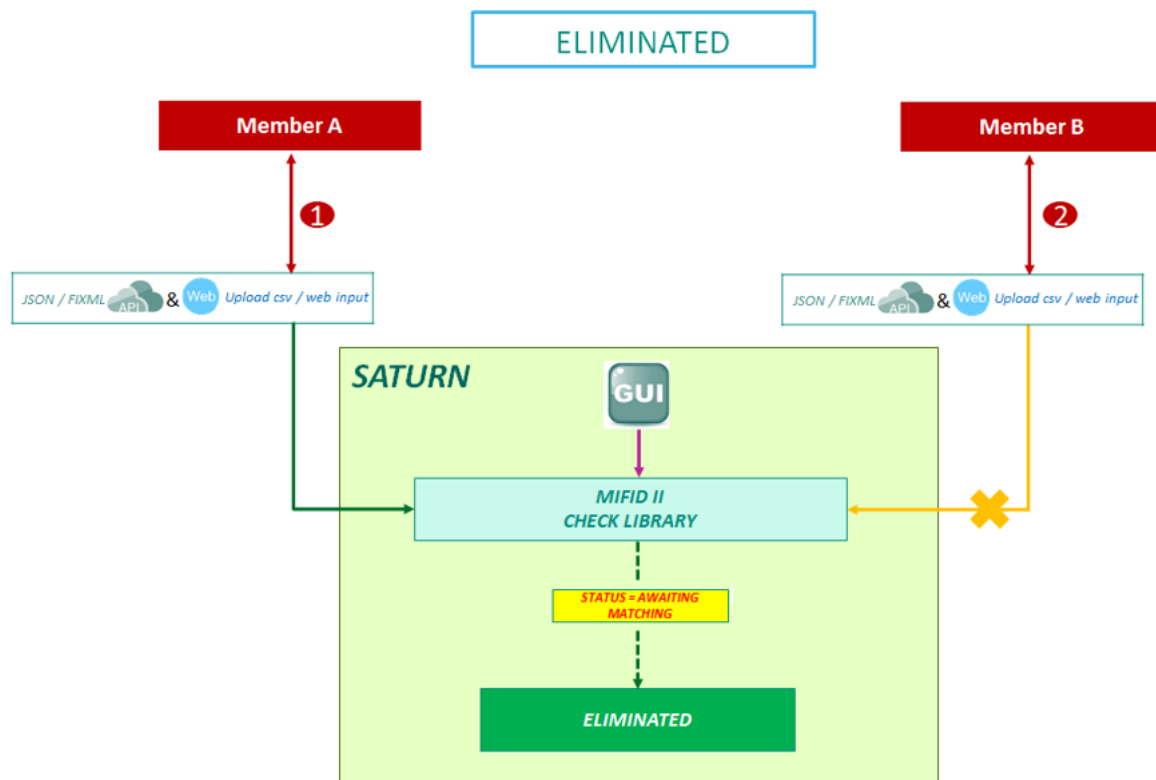 ELIMINATED
Member A
Member B
1
2
JSON / FIXML API & Web Upload csv / web input
JSON / FIXML API & Web Upload csv / web input
SATURN
GUI
MIFID II
CHECK LIBRARY
STATUS = AWAITING
MATCHING
ELIMINATED